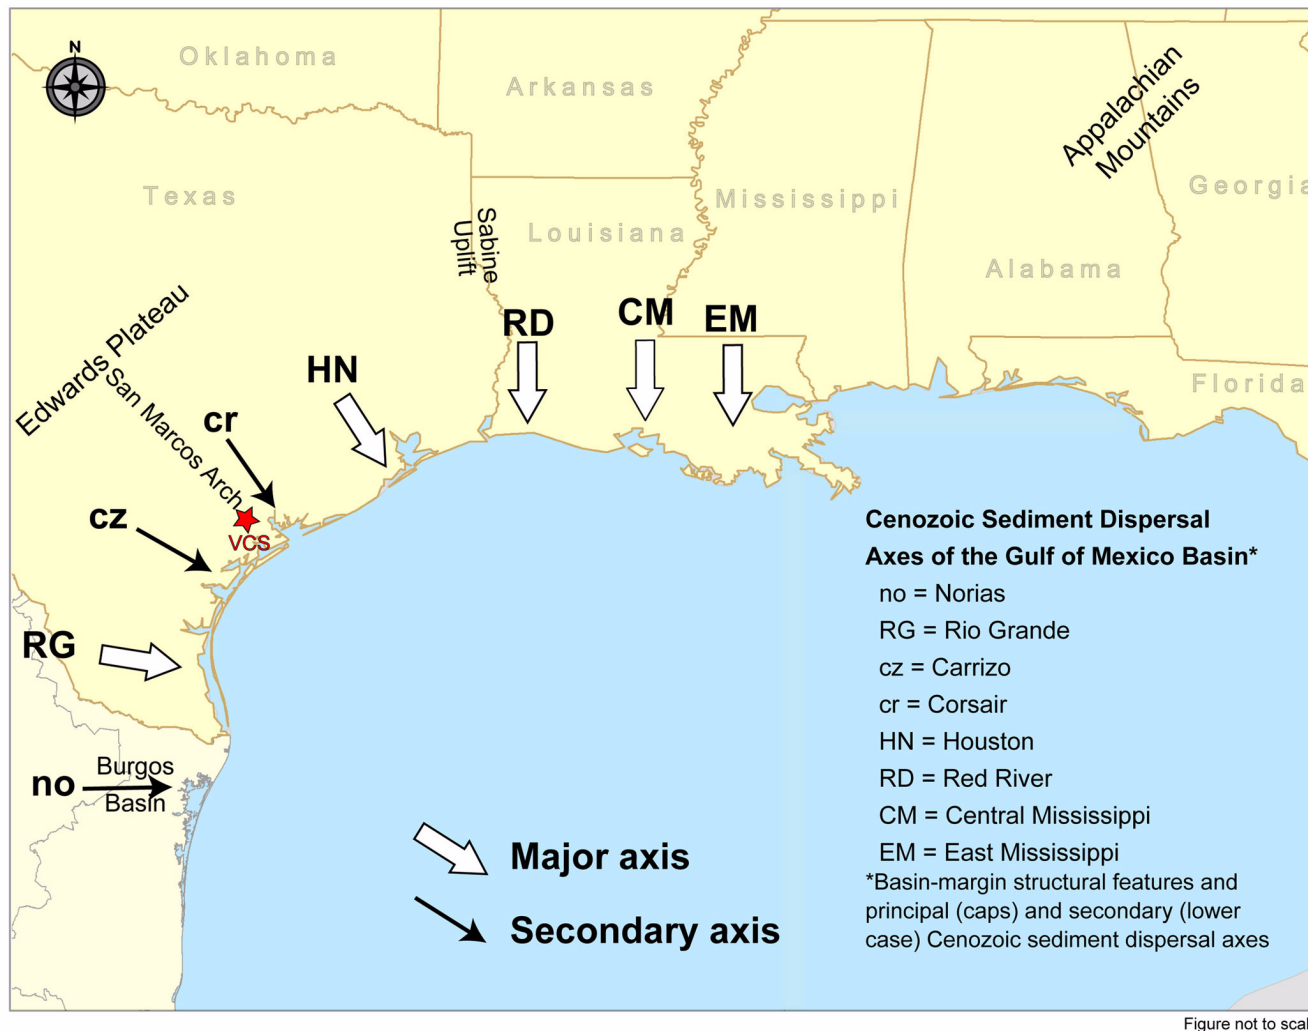 N
Oklahoma
Arkansas
Appalachian
Mountains
Texas
Mississippi
Georgia
Sabine
Uplift
Louisiana
Alabama
Edwards Plateau
San Marcos Arch
RD
CM
EM
HN
Florida
cr
cz
VCS
RG
no
Burgos
Basin
Major axis
Secondary axis
Cenozoic Sediment Dispersal
Axes of the Gulf of Mexico Basin*
no = Norias
RG = Rio Grande
cz = Carrizo
cr = Corsair
HN = Houston
RD = Red River
CM = Central Mississippi
EM = East Mississippi
*Basin-margin structural features and
principal (caps) and secondary (lower
case) Cenozoic sediment dispersal axes
Figure not to scal